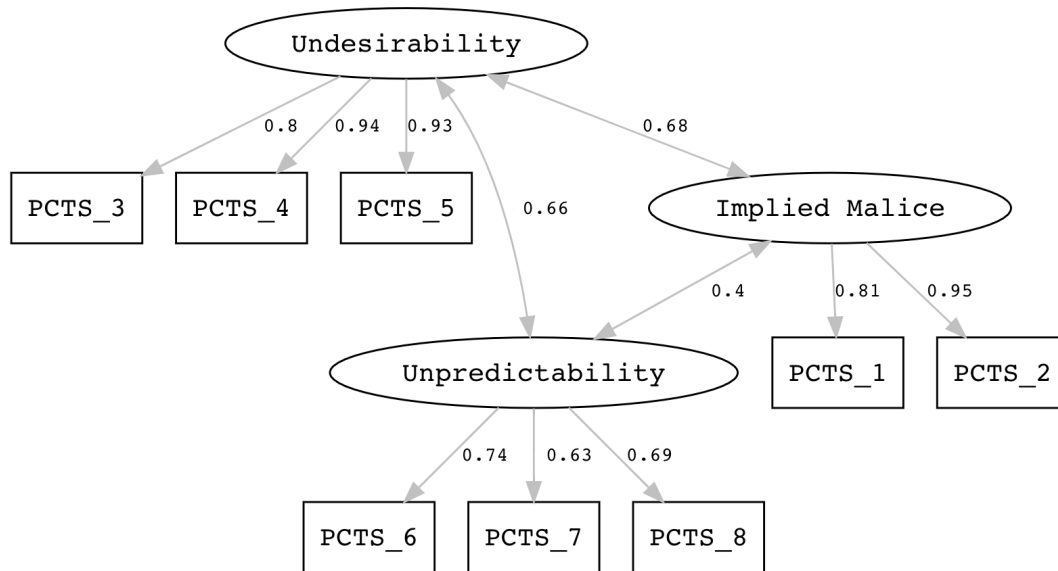 Undesirability
0.8
0.94
0.93
0.68
PCTS_3
PCTS_4
PCTS_5
0.66
Implied Malice
0.4
0.81
0.95
Unpredictability
PCTS_1
PCTS_2
0.74
0.63
0.69
PCTS_6
PCTS_7
PCTS_8